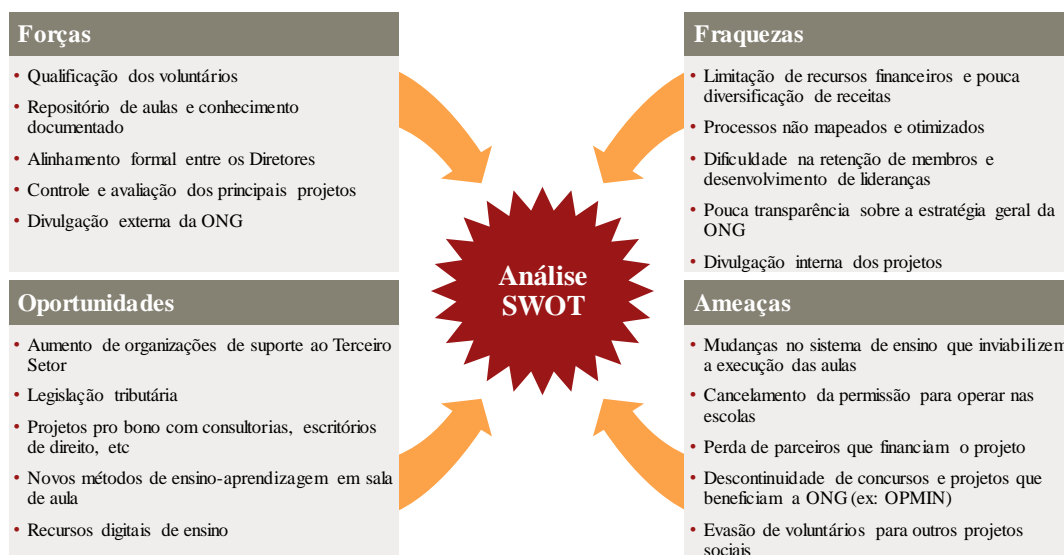 Forças
• Qualificação dos voluntários
• Repositório de aulas e conhecimento
documentado
• Alinhamento formal entre os Diretores
• Controle e avaliação dos principais projetos
• Divulgação externa da ONG
Fraquezas
• Limitação de recursos financeiros e pouca
diversificação de receitas
• Processos não mapeados e otimizados
• Dificuldade na retenção de membros e
desenvolvimento de lideranças
• Pouca transparência sobre a estratégia geral da
ONG
• Divulgação interna dos projetos
Análise
SWOT
Oportunidades
• Aumento de organizações de suporte ao Terceiro
Setor
• Legislação tributária
• Projetos pro bono com consultorias, escritórios
de direito, etc
• Novos métodos de ensino-aprendizagem em sala
de aula
• Recursos digitais de ensino
Ameaças
• Mudanças no sistema de ensino que inviabilizem
a execução das aulas
• Cancelamento da permissão para operar nas
escolas
• Perda de parceiros que financiam o projeto
• Descontinuidade de concursos e projetos que
beneficiam a ONG (ex: OPMIN)
• Evasão de voluntários para outros projetos
sociais